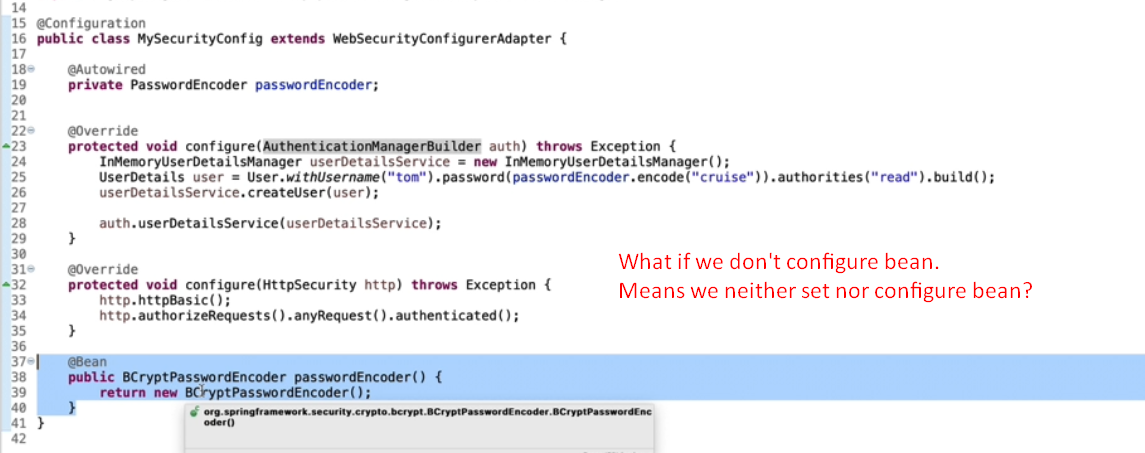 14
15 @Configuration
16 public class MySecurityConfig extends WebSecurityConfigurerAdapter {
17
18 @Autowired
19 private PasswordEncoder passwordEncoder;
20
21
22 @Override
23 protected void configure(AuthenticationManagerBuilder auth) throws Exception {
24 InMemoryUserDetailsManager userDetailsService = new InMemoryUserDetailsManager();
25 UserDetails user = User.withUsername("tom").password(passwordEncoder.encode("cruise")).authorities("read").build();
26 userDetailsService.createUser(user);
27
28 auth.userDetailsService(userDetailsService);
29 }
30
31 @Override
32 protected void configure(HttpSecurity http) throws Exception {
33 http.httpBasic();
34 http.authorizeRequests().anyRequest().authenticated();
35 }
36
What if we don't configure bean.
Means we neither set nor configure bean?
37 @Bean
38 public BCryptPasswordEncoder passwordEncoder() {
39 return new BCryptPasswordEncoder();
40 }
41 }
42
org.springframework.security.crypto.bcrypt.BCryptPasswordEncoder.BCryptPasswordEnc
oder()